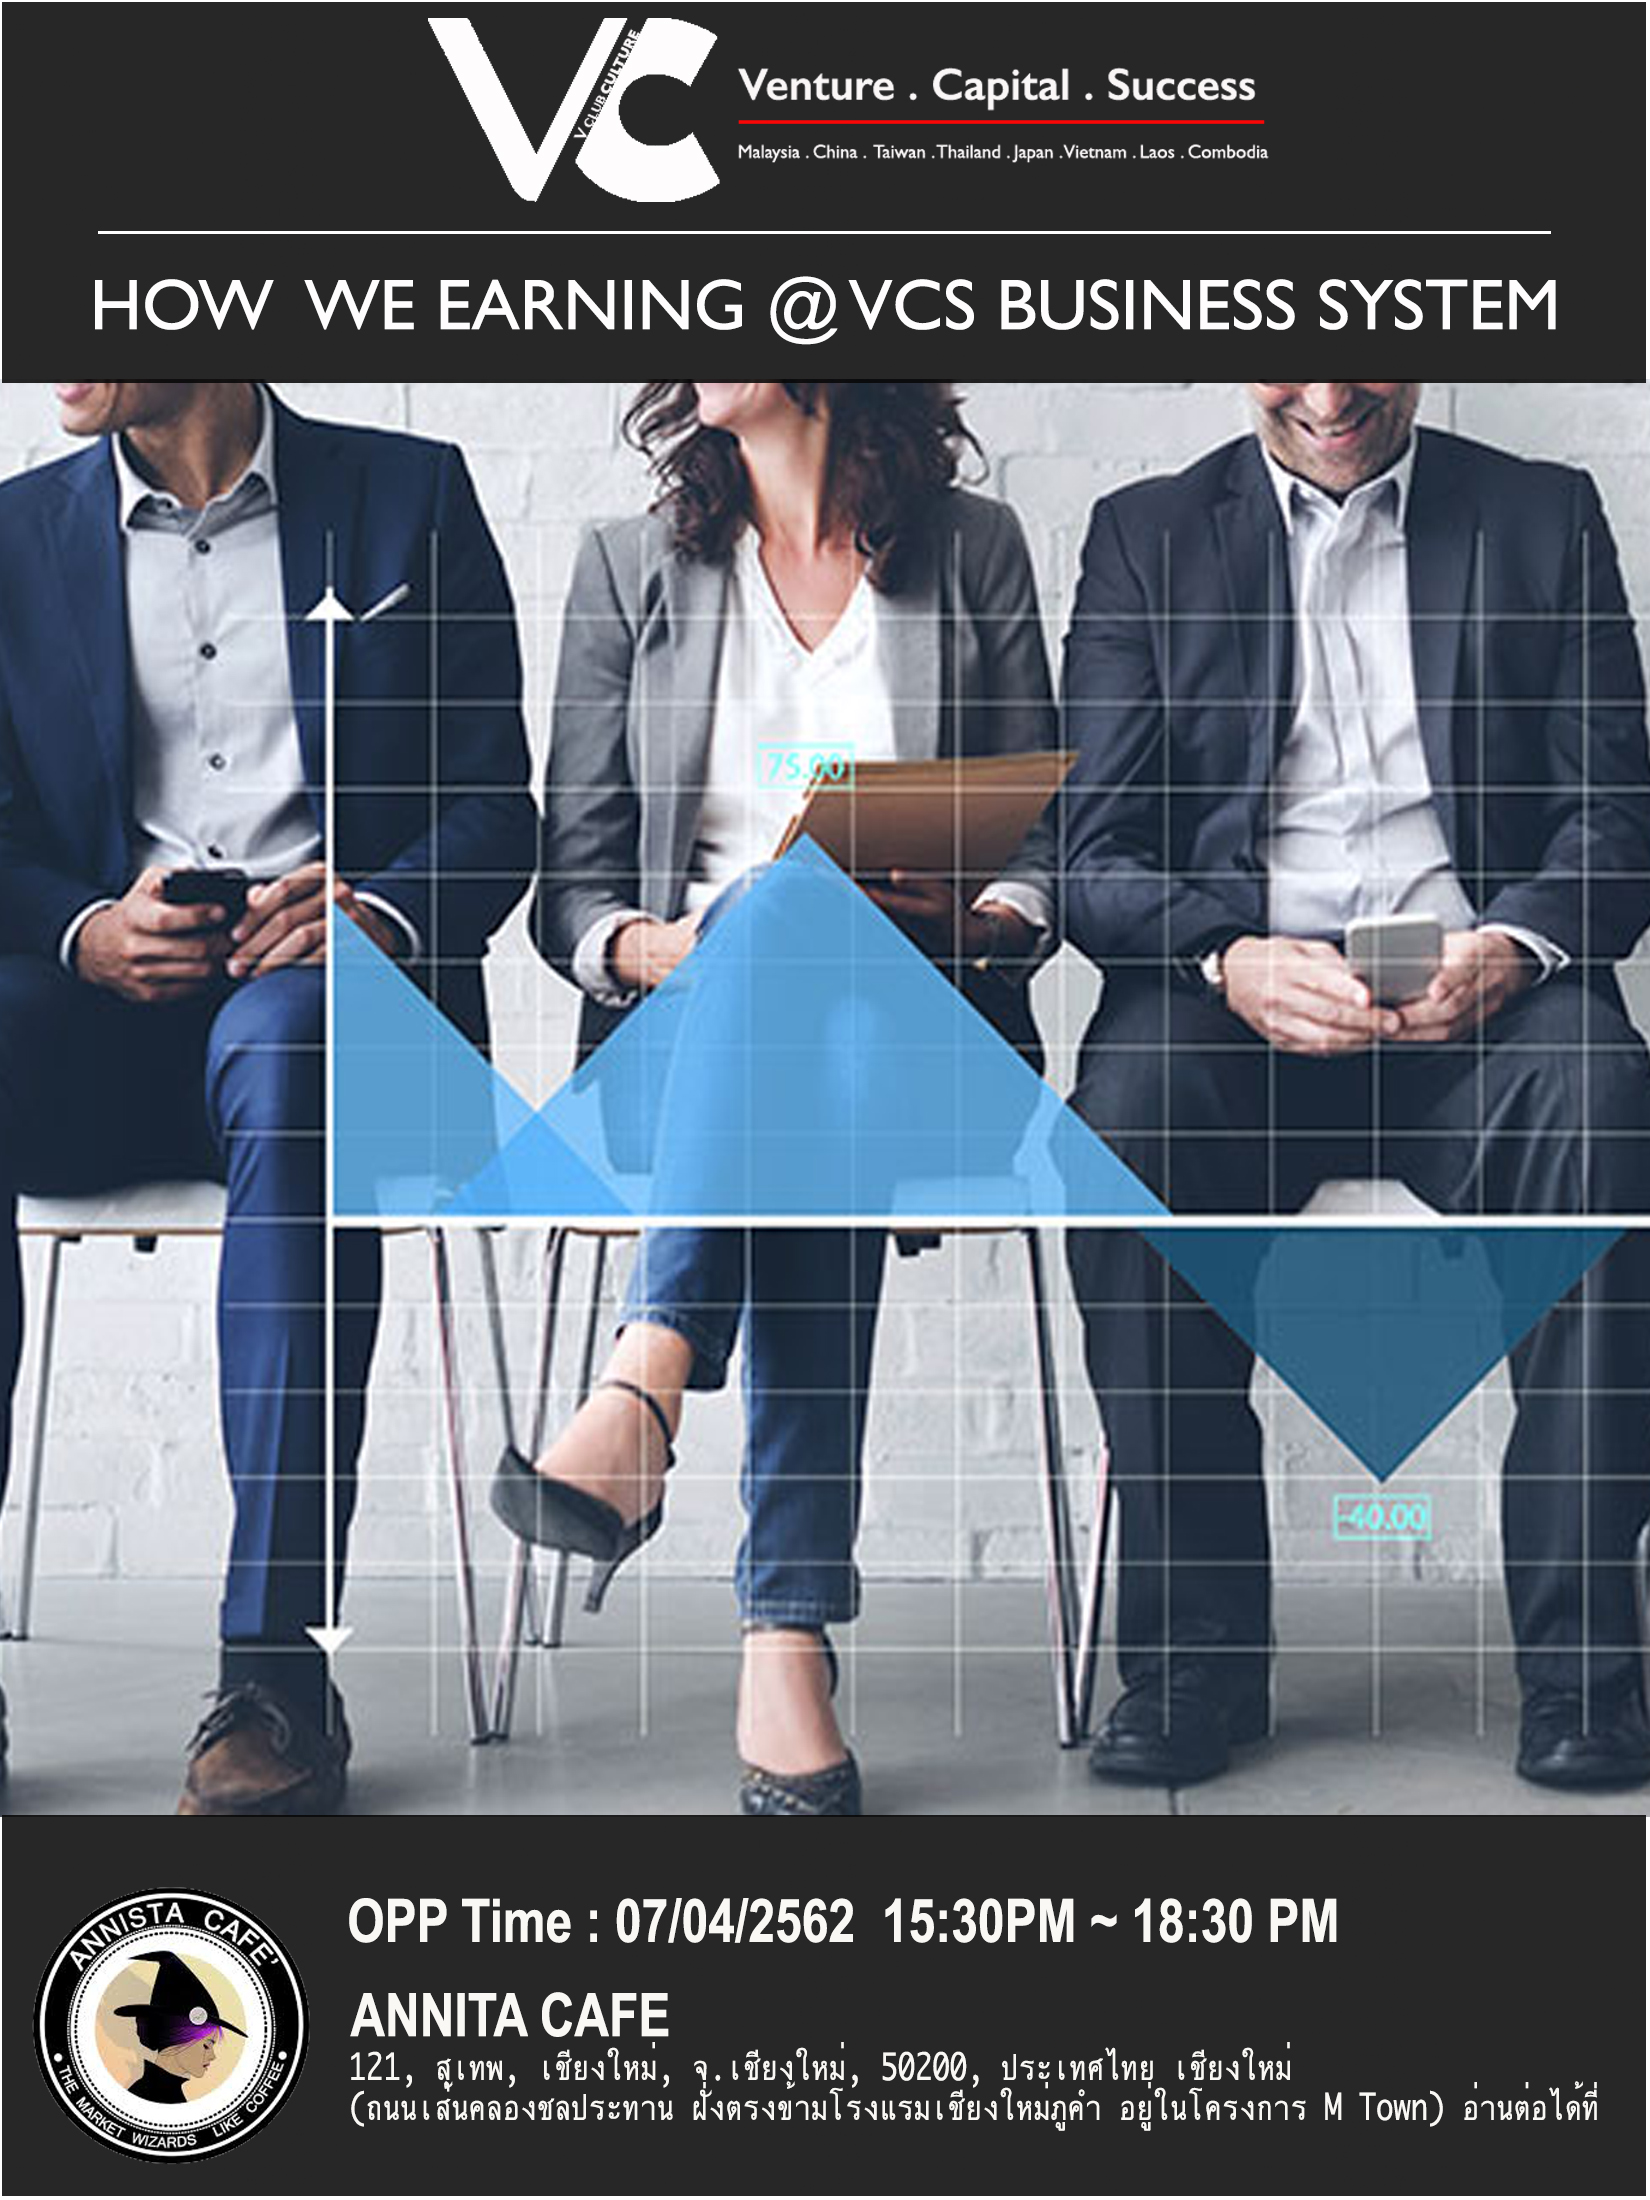 V CLUB CULTURE
VC
Venture . Capital . Success
Malaysia . China . Taiwan . Thailand . Japan . Vietnam . Laos . Combodia
HOW WE EARNING @ VCS BUSINESS SYSTEM
75.00
-40.00
ANNISTA CAFE'
THE MARKET WIZARDS LIKE COFFEE
OPP Time : 07/04/2562 15:30PM ~ 18:30 PM
ANNITA CAFE
121, สุเทพ, เชียงใหม่, จ.เชียงใหม่, 50200, ประเทศไทย เชียงใหม่
(ถนนเส้นคลองชลประทาน ฝั่งตรงข้ามโรงแรมเชียงใหม่ภูคำ อยู่ในโครงการ M Town) อ่านต่อได้ที่